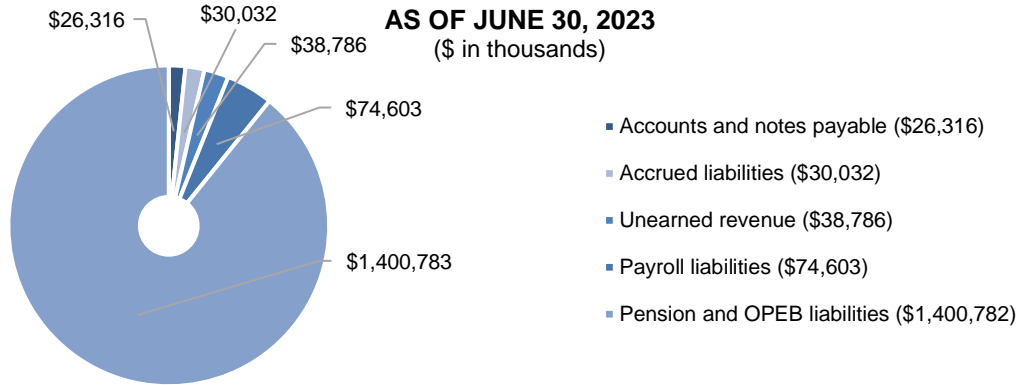 AS OF JUNE 30, 2023
($ in thousands)
$26,316
$30,032
$38,786
$74,603
$1,400,783
Accounts and notes payable ($26,316)
Accrued liabilities ($30,032)
Unearned revenue ($38,786)
Payroll liabilities ($74,603)
Pension and OPEB liabilities ($1,400,782)